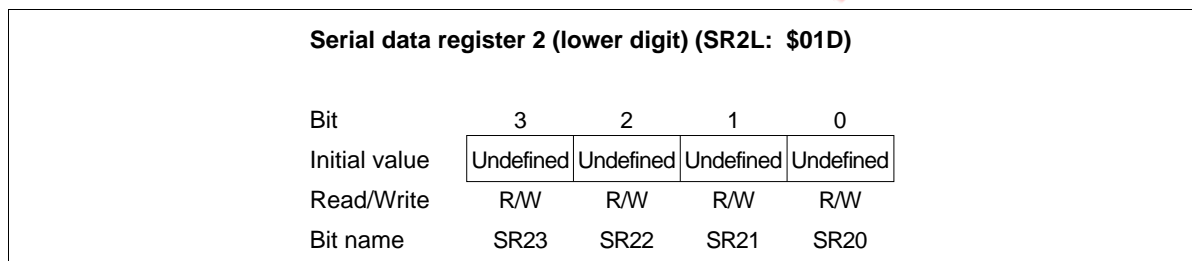 Serial data register 2 (lower digit) (SR2L: $01D)
Bit 3 2 1 0
Initial value Undefined Undefined Undefined Undefined
Read/Write R/W R/W R/W R/W
Bit name SR23 SR22 SR21 SR20